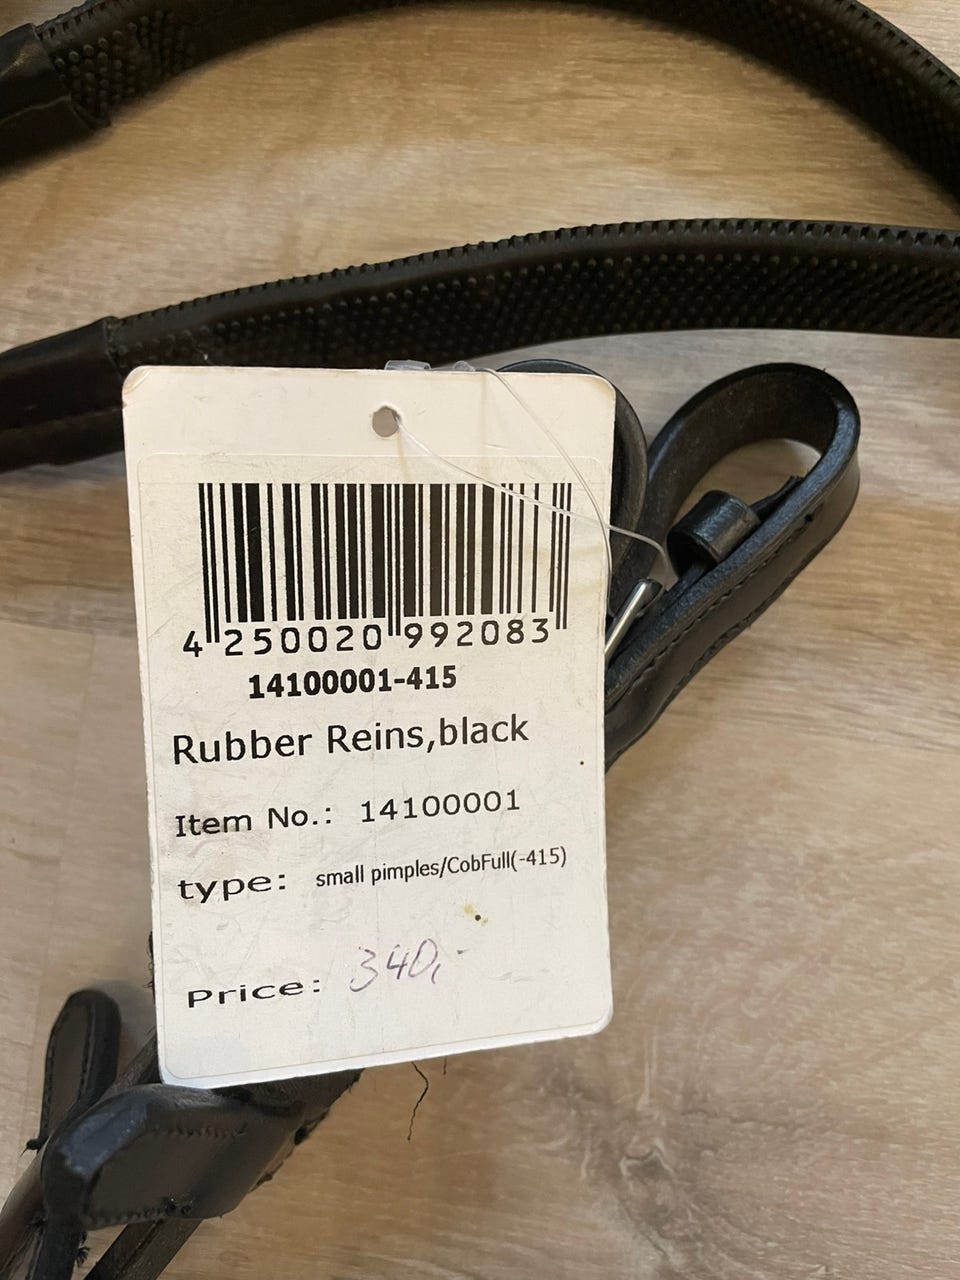 4 250020 992083
14100001-415
Rubber Reins,black
Item No.: 14100001
type: small pimples/CobFull(-415)
Price: 340,-